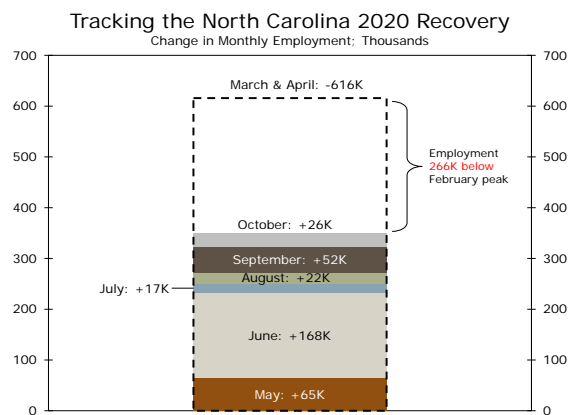 Tracking the North Carolina 2020 Recovery
Change in Monthly Employment; Thousands
700
600
500
400
300
200
100
0
700
600
500
400
300
200
100
0
March & April: -616K
Employment
266K below
February peak
October: +26K
September: +52K
August: +22K
July: +17K
June: +168K
May: +65K